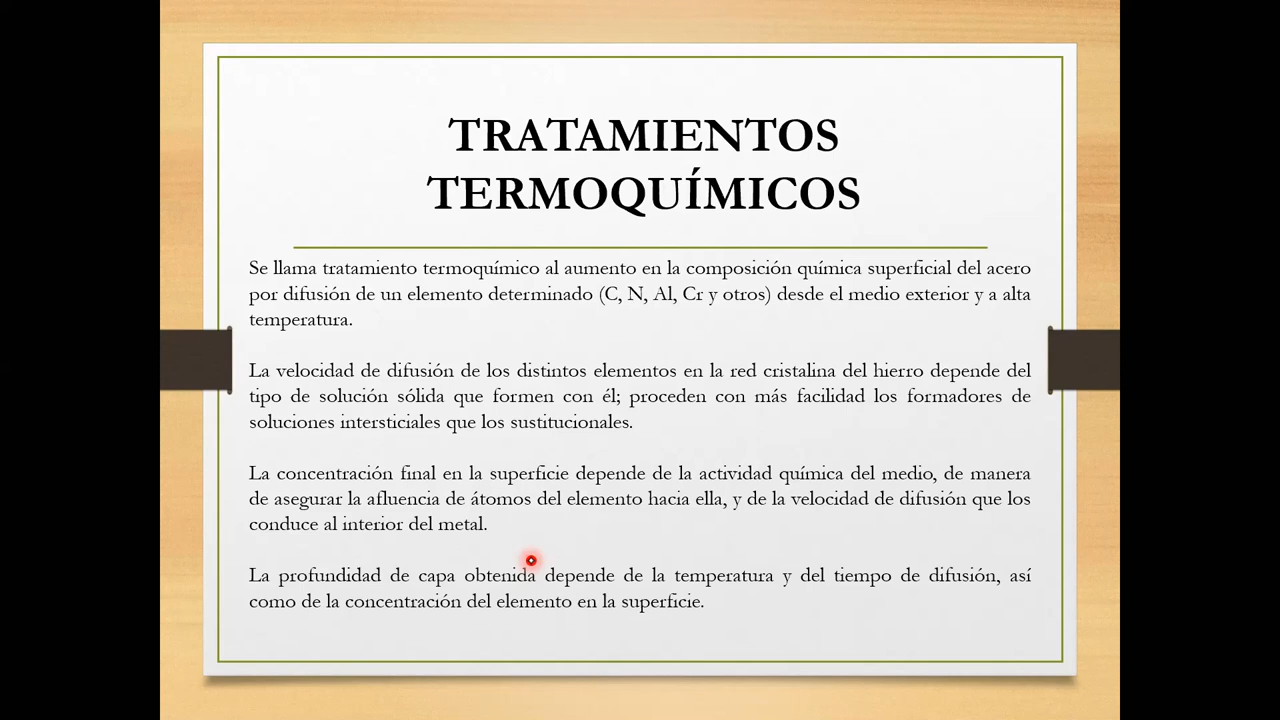 TRATAMIENTOS
TERMOQUÍMICOS
Se llama tratamiento termoquímico al aumento en la composición química superficial del acero
por difusión de un elemento determinado (C, N, Al, Cr y otros) desde el medio exterior y a alta
temperatura.
La velocidad de difusión de los distintos elementos en la red cristalina del hierro depende del
tipo de solución sólida que formen con él; proceden con más facilidad los formadores de
soluciones intersticiales que los sustitucionales.
La concentración final en la superficie depende de la actividad química del medio, de manera
de asegurar la afluencia de átomos del elemento hacia ella, y de la velocidad de difusión que los
conduce al interior del metal.
La profundidad de capa obtenida depende de la temperatura y del tiempo de difusión, así
como de la concentración del elemento en la superficie.